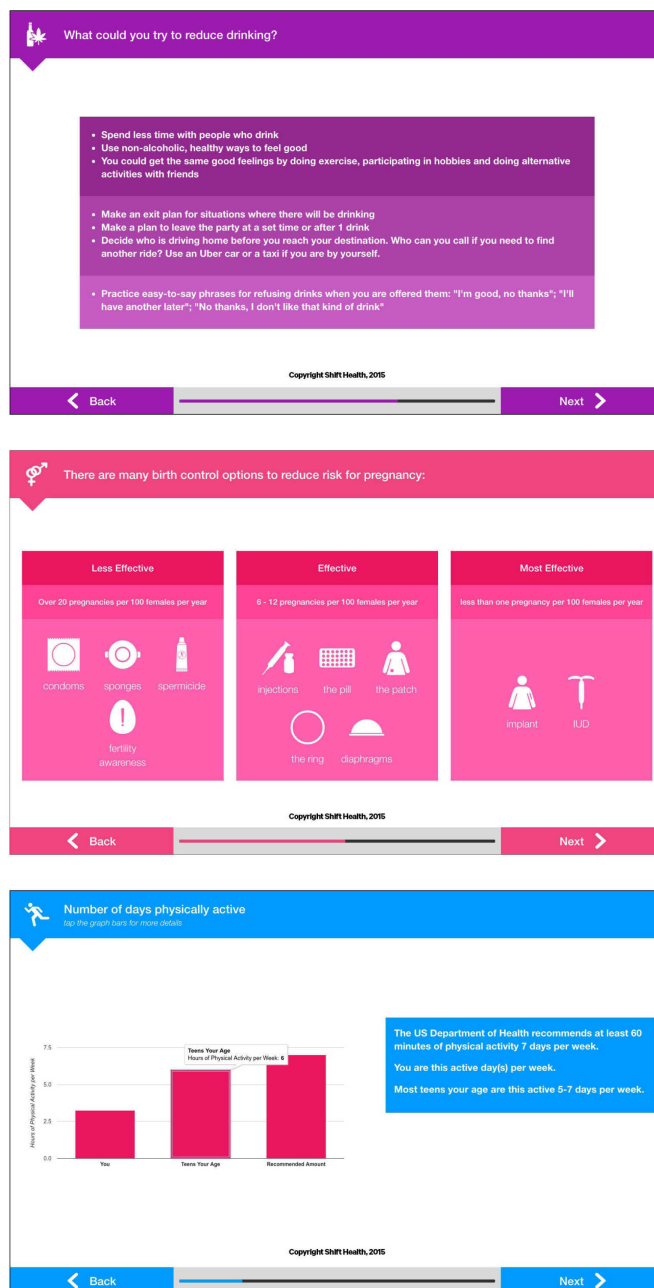 What could you try to reduce drinking?
• Spend less time with people who drink
• Use non-alcoholic, healthy ways to feel good
• You could get the same good feelings by doing exercise, participating in hobbies and doing alternative
activities with friends
• Make an exit plan for situations where there will be drinking
• Make a plan to leave the party at a set time or after 1 drink
• Decide who is driving home before you reach your destination. Who can you call if you need to find
another ride? Use an Uber car or a taxi if you are by yourself.
• Practice easy-to-say phrases for refusing drinks when you are offered them: "I'm good, no thanks"; "I'll
have another later"; "No thanks, I don't like that kind of drink"
Copyright Shift Health, 2015
Back
Next
There are many birth control options to reduce risk for pregnancy:
Less Effective
Over 20 pregnancies per 100 females per year
condoms sponges spermicide
fertility
awareness
Effective
6 - 12 pregnancies per 100 females per year
injections the pill the patch
the ring diaphragms
Most Effective
less than one pregnancy per 100 females per year
implant IUD
Copyright Shift Health, 2015
Back
Next
Number of days physically active
tap the graph bars for more details
Hours of Physical Activity per Week
7.5
5.0
2.5
0.0
Teens Your Age
Hours of Physical Activity per Week: 6
You
Teens Your Age
Recommended Amount
The US Department of Health recommends at least 60
minutes of physical activity 7 days per week.
You are this active day(s) per week.
Most teens your age are this active 5-7 days per week.
Copyright Shift Health, 2015
Back
Next